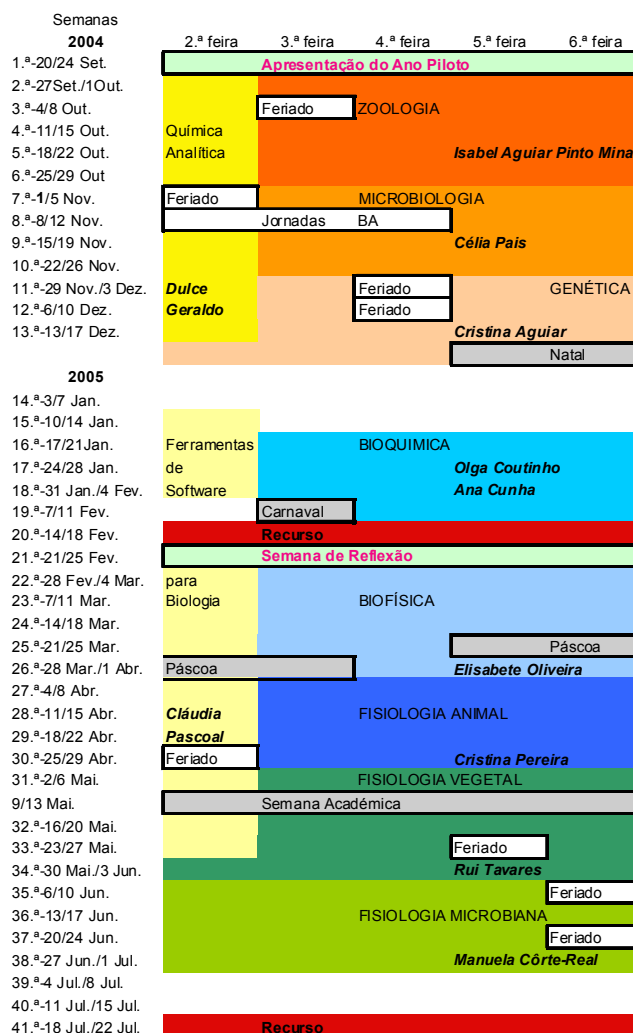 Semanas
2004 2.ª feira 3.ª feira 4.ª feira 5.ª feira 6.ª feira
1.ª-20/24 Set. Apresentação do Ano Piloto
2.ª-27Set./1Out.
3.ª-4/8 Out. Feriado ZOOLOGIA
4.ª-11/15 Out. Química
5.ª-18/22 Out. Analítica Isabel Aguiar Pinto Mina
6.ª-25/29 Out
7.ª-1/5 Nov. Feriado MICROBIOLOGIA
8.ª-8/12 Nov. Jornadas BA
9.ª-15/19 Nov. Célia Pais
10.ª-22/26 Nov.
11.ª-29 Nov./3 Dez. Dulce Feriado GENÉTICA
12.ª-6/10 Dez. Geraldo Feriado
13.ª-13/17 Dez. Cristina Aguiar
Natal
2005
14.ª-3/7 Jan.
15.ª-10/14 Jan.
16.ª-17/21Jan. Ferramentas BIOQUIMICA
17.ª-24/28 Jan. de Olga Coutinho
18.ª-31 Jan./4 Fev. Software Ana Cunha
19.ª-7/11 Fev. Carnaval
20.ª-14/18 Fev. Recurso
21.ª-21/25 Fev. Semana de Reflexão
22.ª-28 Fev./4 Mar. para
23.ª-7/11 Mar. Biologia BIOFÍSICA
24.ª-14/18 Mar.
25.ª-21/25 Mar. Páscoa
26.ª-28 Mar./1 Abr. Páscoa Elisabete Oliveira
27.ª-4/8 Abr.
28.ª-11/15 Abr. Cláudia FISIOLOGIA ANIMAL
29.ª-18/22 Abr. Pascoal
30.ª-25/29 Abr. Feriado Cristina Pereira
31.ª-2/6 Mai. FISIOLOGIA VEGETAL
9/13 Mai. Semana Académica
32.ª-16/20 Mai.
33.ª-23/27 Mai. Feriado
34.ª-30 Mai./3 Jun. Rui Tavares
35.ª-6/10 Jun. Feriado
36.ª-13/17 Jun. FISIOLOGIA MICROBIANA
37.ª-20/24 Jun. Feriado
38.ª-27 Jun./1 Jul. Manuela Côrte-Real
39.ª-4 Jul./8 Jul.
40.ª-11 Jul./15 Jul.
41.ª-18 Jul./22 Jul. Recurso